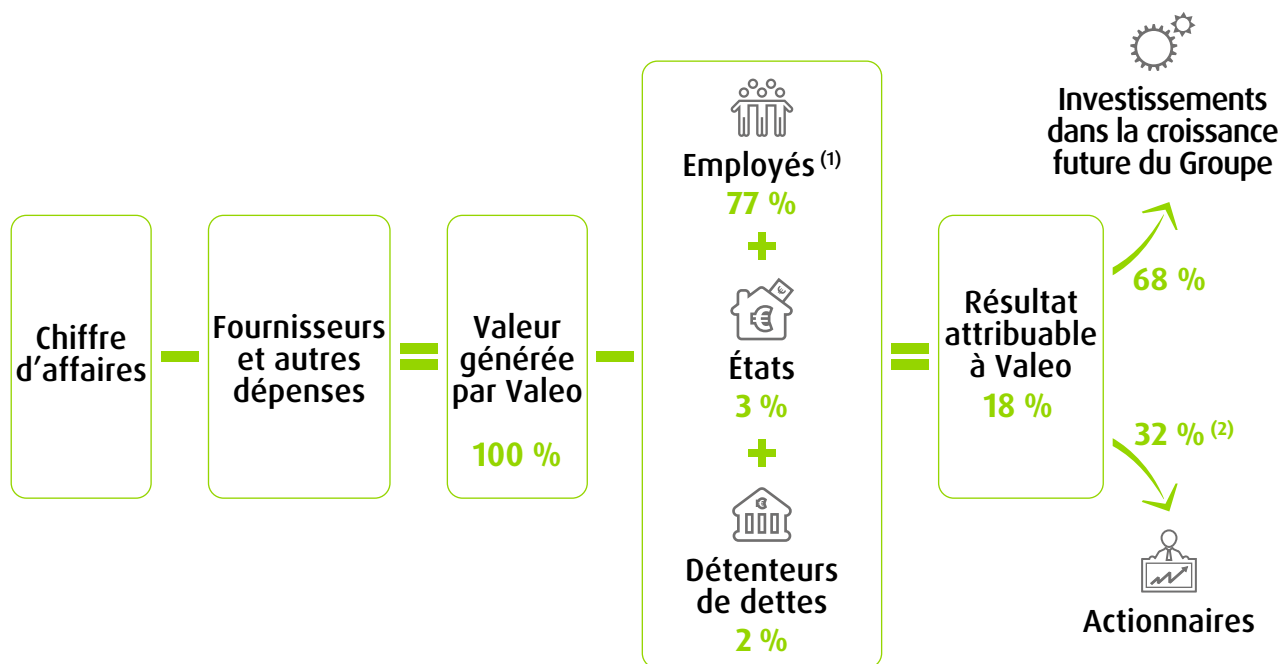 Chiffre
d’affaires
Fournisseurs
et autres
dépenses
Valeur
générée
par Valeo
100 %
Employés (1)
77 %
+
États
3 %
+
Détenteurs
de dettes
2 %
Résultat
attribuable
à Valeo
18 %
Investissements
dans la croissance
future du Groupe
68 %
32 % (2)
Actionnaires